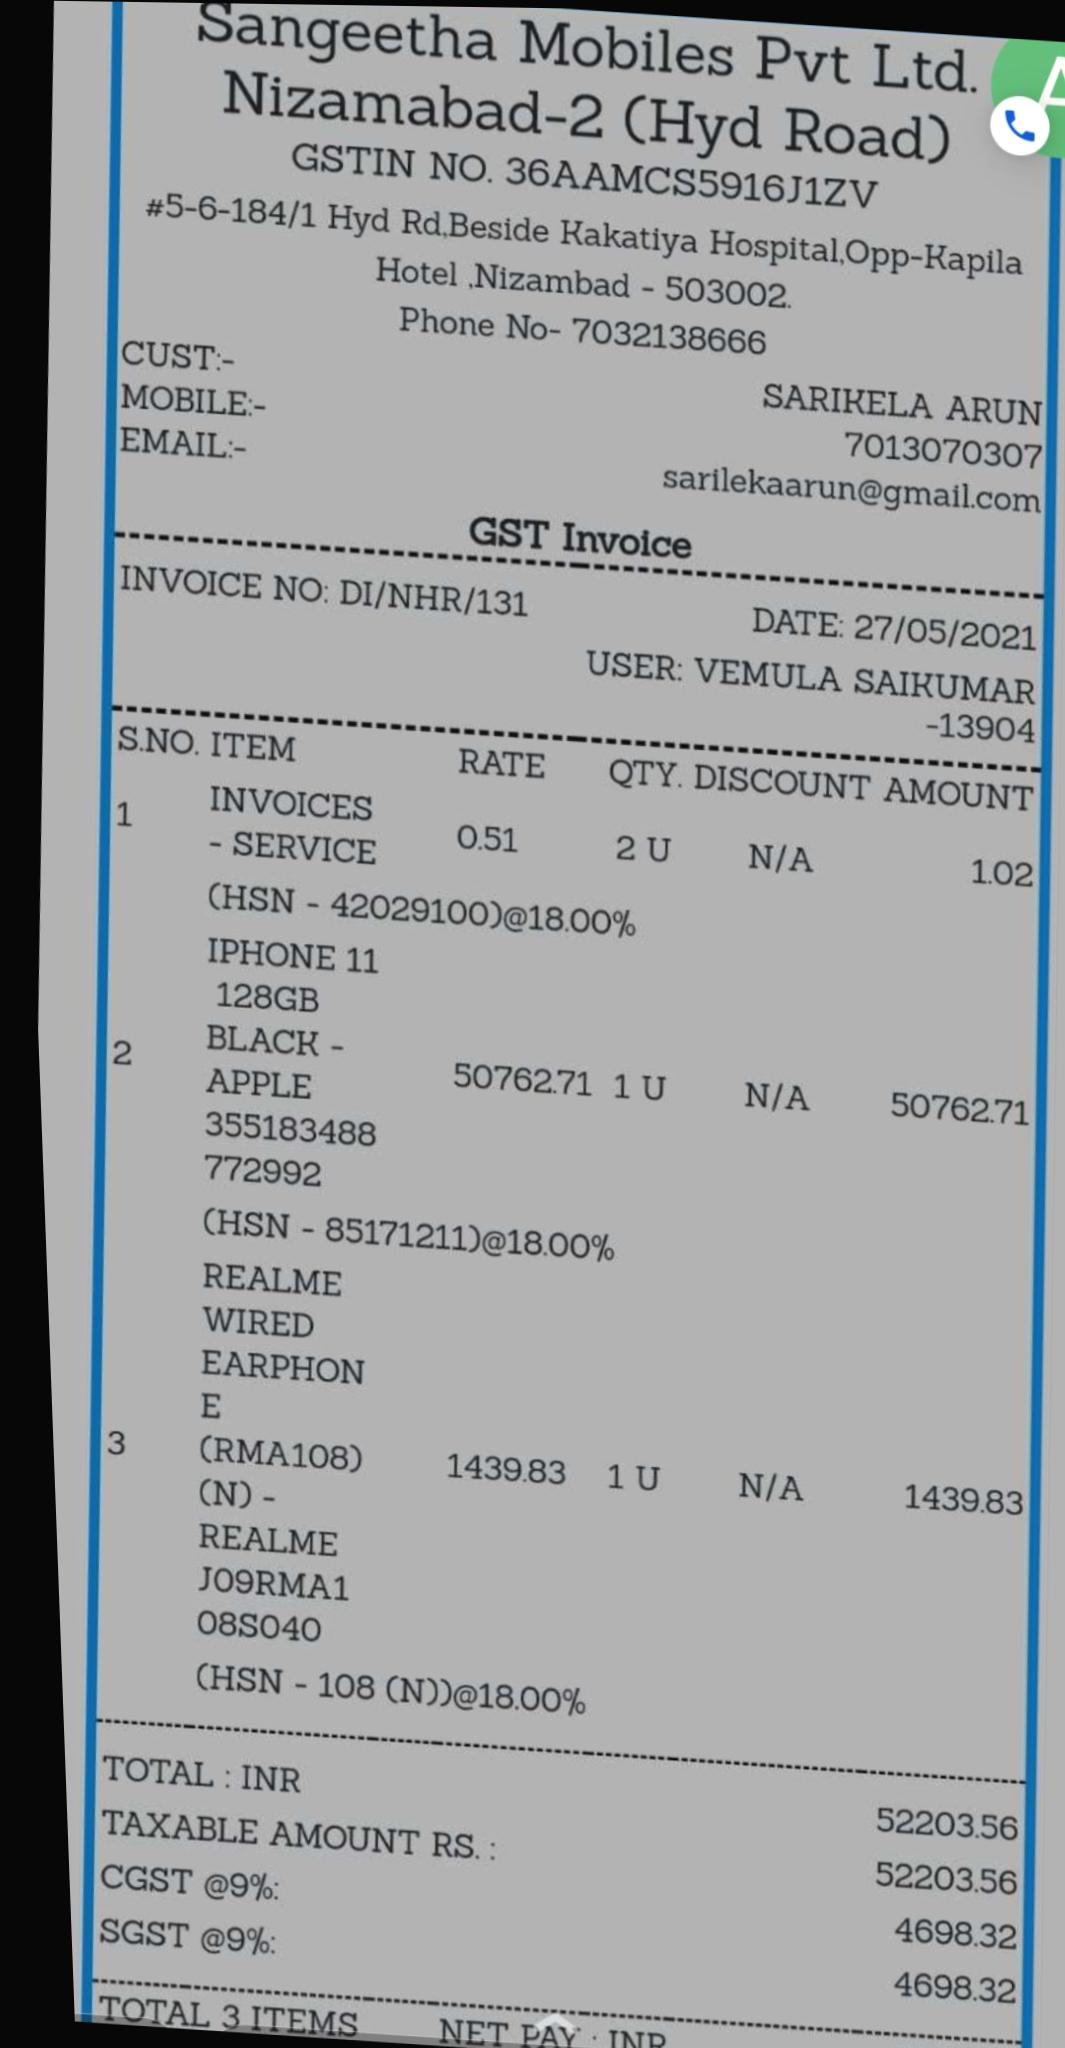 Sangeetha Mobiles Pvt Ltd.
Nizamabad-2 (Hyd Road)
GSTIN NO. 36AAMCS5916J1ZV
#5-6-184/1 Hyd Rd,Beside Kakatiya Hospital,Opp-Kapila
Hotel ,Nizambad - 503002.
Phone No- 7032138666
CUST:- SARIKELA ARUN
MOBILE:- 7013070307
EMAIL:- sarilekaarun@gmail.com
GST Invoice
INVOICE NO: DI/NHR/131 DATE: 27/05/2021
USER: VEMULA SAIKUMAR
-13904
S.NO. ITEM RATE QTY. DISCOUNT AMOUNT
1 INVOICES
- SERVICE 0.51 2 U N/A 1.02
(HSN - 42029100)@18.00%
IPHONE 11
128GB
2 BLACK -
APPLE 50762.71 1 U N/A 50762.71
355183488
772992
(HSN - 85171211)@18.00%
REALME
WIRED
EARPHON
E
3 (RMA108) 1439.83 1 U N/A 1439.83
(N) -
REALME
J09RMA1
08S040
(HSN - 108 (N))@18.00%
TOTAL : INR 52203.56
TAXABLE AMOUNT RS. : 52203.56
CGST @9%: 4698.32
SGST @9%: 4698.32
TOTAL 3 ITEMS NET PAY : INR
A